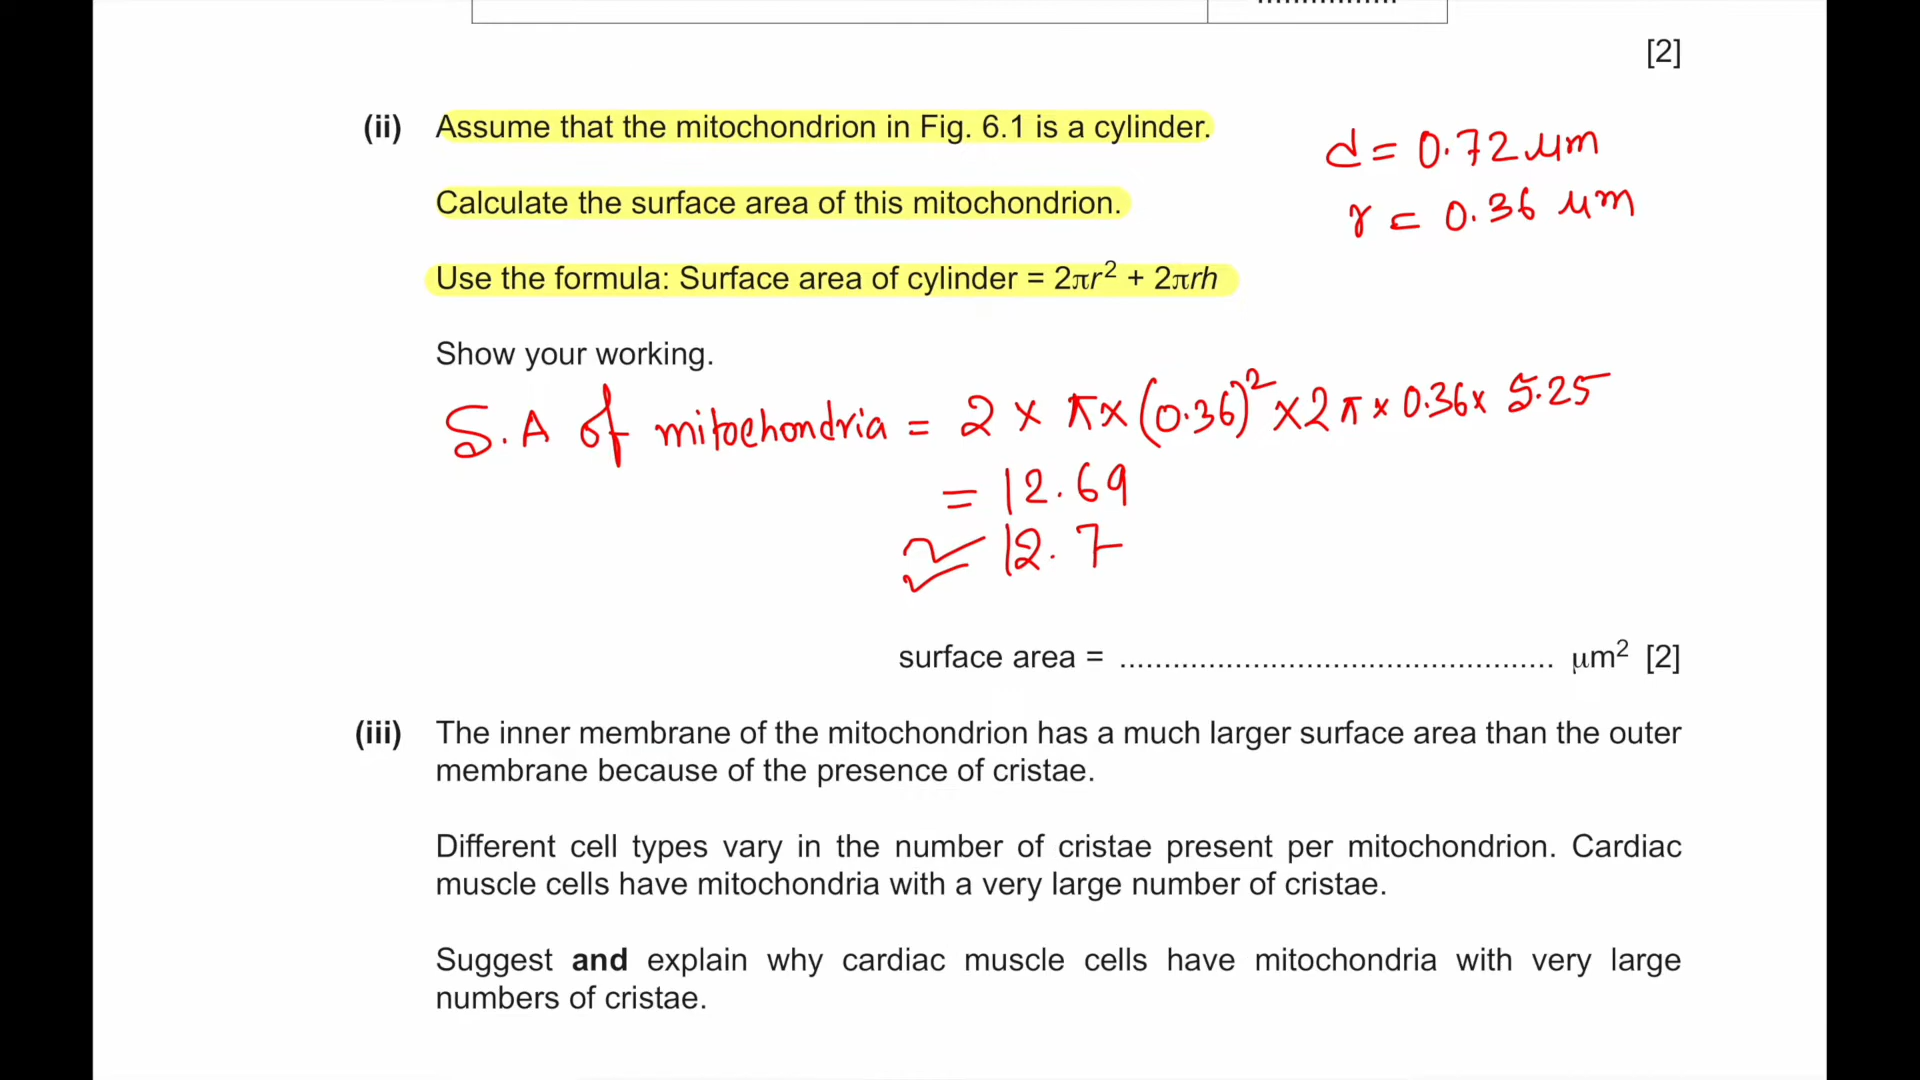 [2]
(ii) Assume that the mitochondrion in Fig. 6.1 is a cylinder.
d = 0.72 μm
Calculate the surface area of this mitochondrion.
r = 0.36 μm
Use the formula: Surface area of cylinder = 2πr² + 2πrh
Show your working.
S.A of mitochondria = 2 × π × (0.36)² × 2π × 0.36 × 5.25
= 12.69
≃ 12.7
surface area = ................................................ μm² [2]
(iii) The inner membrane of the mitochondrion has a much larger surface area than the outer
membrane because of the presence of cristae.
Different cell types vary in the number of cristae present per mitochondrion. Cardiac
muscle cells have mitochondria with a very large number of cristae.
Suggest and explain why cardiac muscle cells have mitochondria with very large
numbers of cristae.